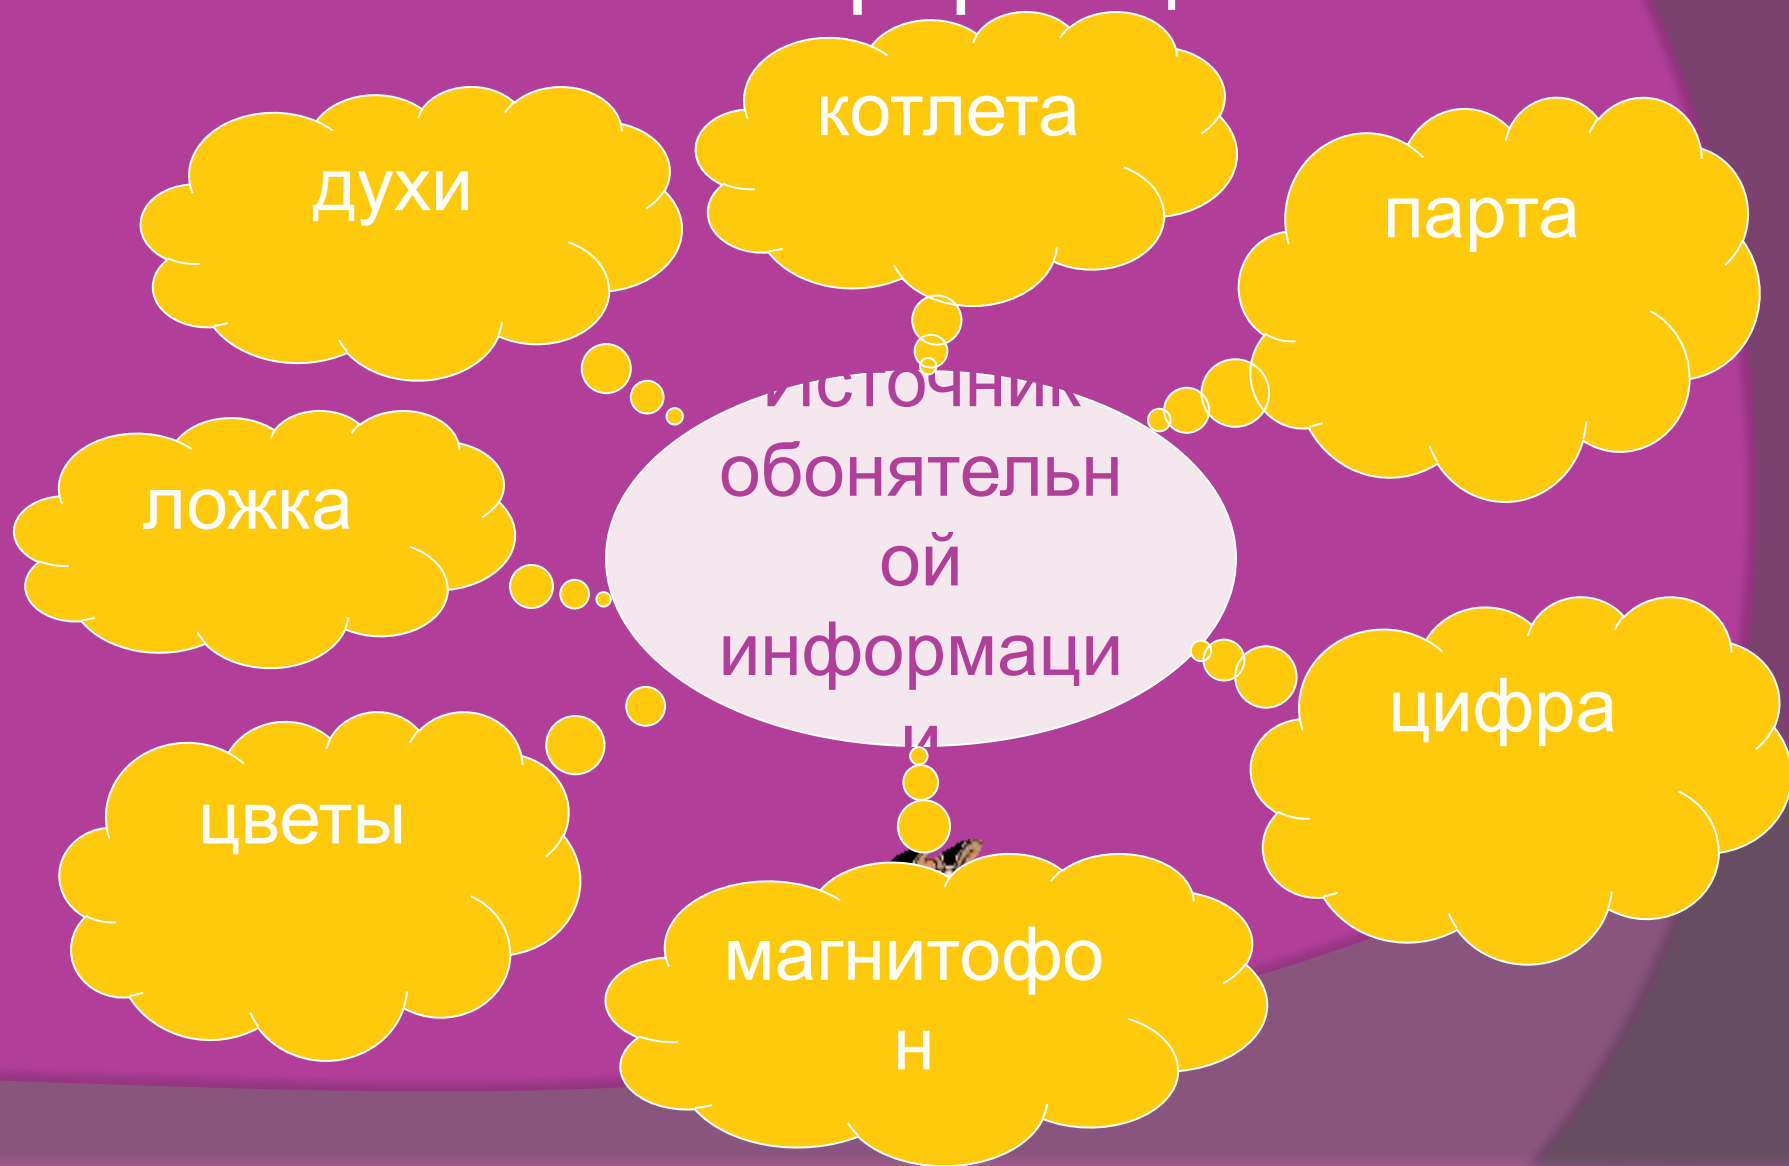 котлета
духи
парта
Источник
обонятельн
ой
информаци
и
ложка
цифра
цветы
магнитофо
н